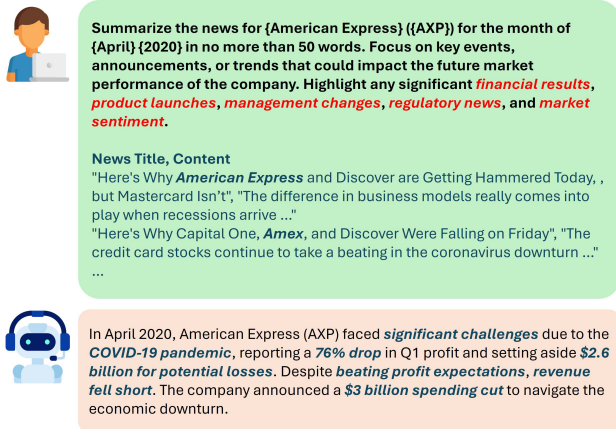 Summarize the news for {American Express} ({AXP}) for the month of
{April} {2020} in no more than 50 words. Focus on key events,
announcements, or trends that could impact the future market
performance of the company. Highlight any significant financial results,
product launches, management changes, regulatory news, and market
sentiment.
News Title, Content
"Here's Why American Express and Discover are Getting Hammered Today, ,
but Mastercard Isn't", "The difference in business models really comes into
play when recessions arrive ..."
"Here's Why Capital One, Amex, and Discover Were Falling on Friday", "The
credit card stocks continue to take a beating in the coronavirus downturn ..."
...
In April 2020, American Express (AXP) faced significant challenges due to the
COVID-19 pandemic, reporting a 76% drop in Q1 profit and setting aside $2.6
billion for potential losses. Despite beating profit expectations, revenue
fell short. The company announced a $3 billion spending cut to navigate the
economic downturn.